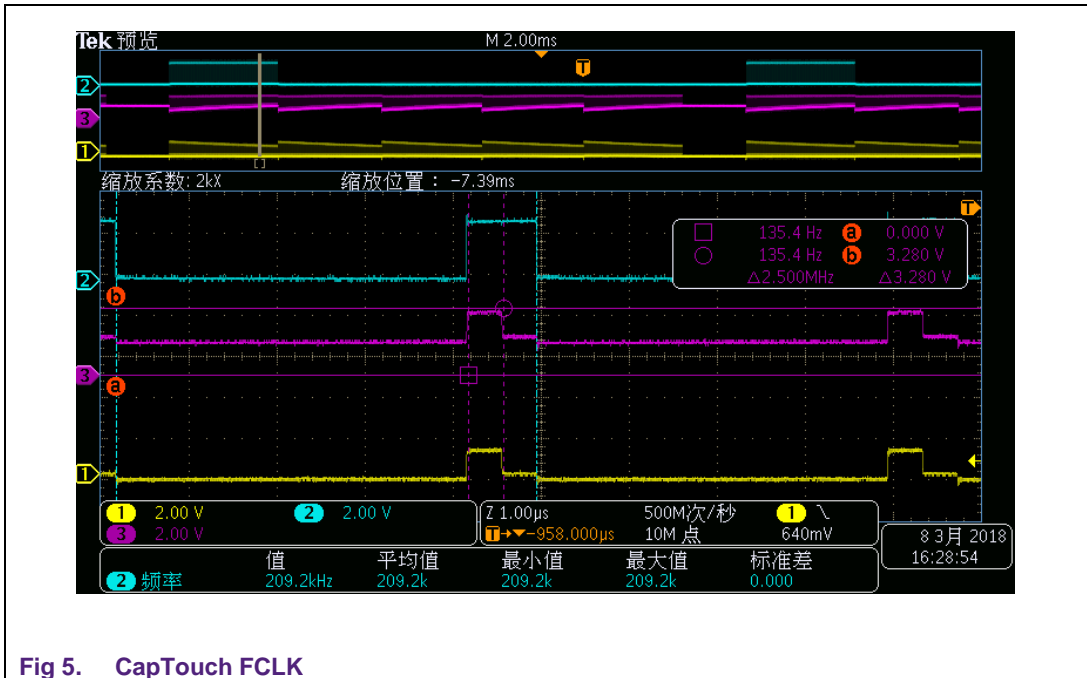 Tek 预览 M 2.00ms
T
2
3
1
缩放系数: 2kX 缩放位置: -7.39ms
T
135.4 Hz a 0.000 V
135.4 Hz b 3.280 V
△2.500MHz △3.280 V
2
b
3
a
1
1 2.00 V 2 2.00 V Z 1.00µs 500M次/秒 1 \
3 2.00 V T→▼-958.000µs 10M 点 640mV
8 3月 2018
16:28:54
值 平均值 最小值 最大值 标准差
2 频率 209.2kHz 209.2k 209.2k 209.2k 0.000
Fig 5. CapTouch FCLK